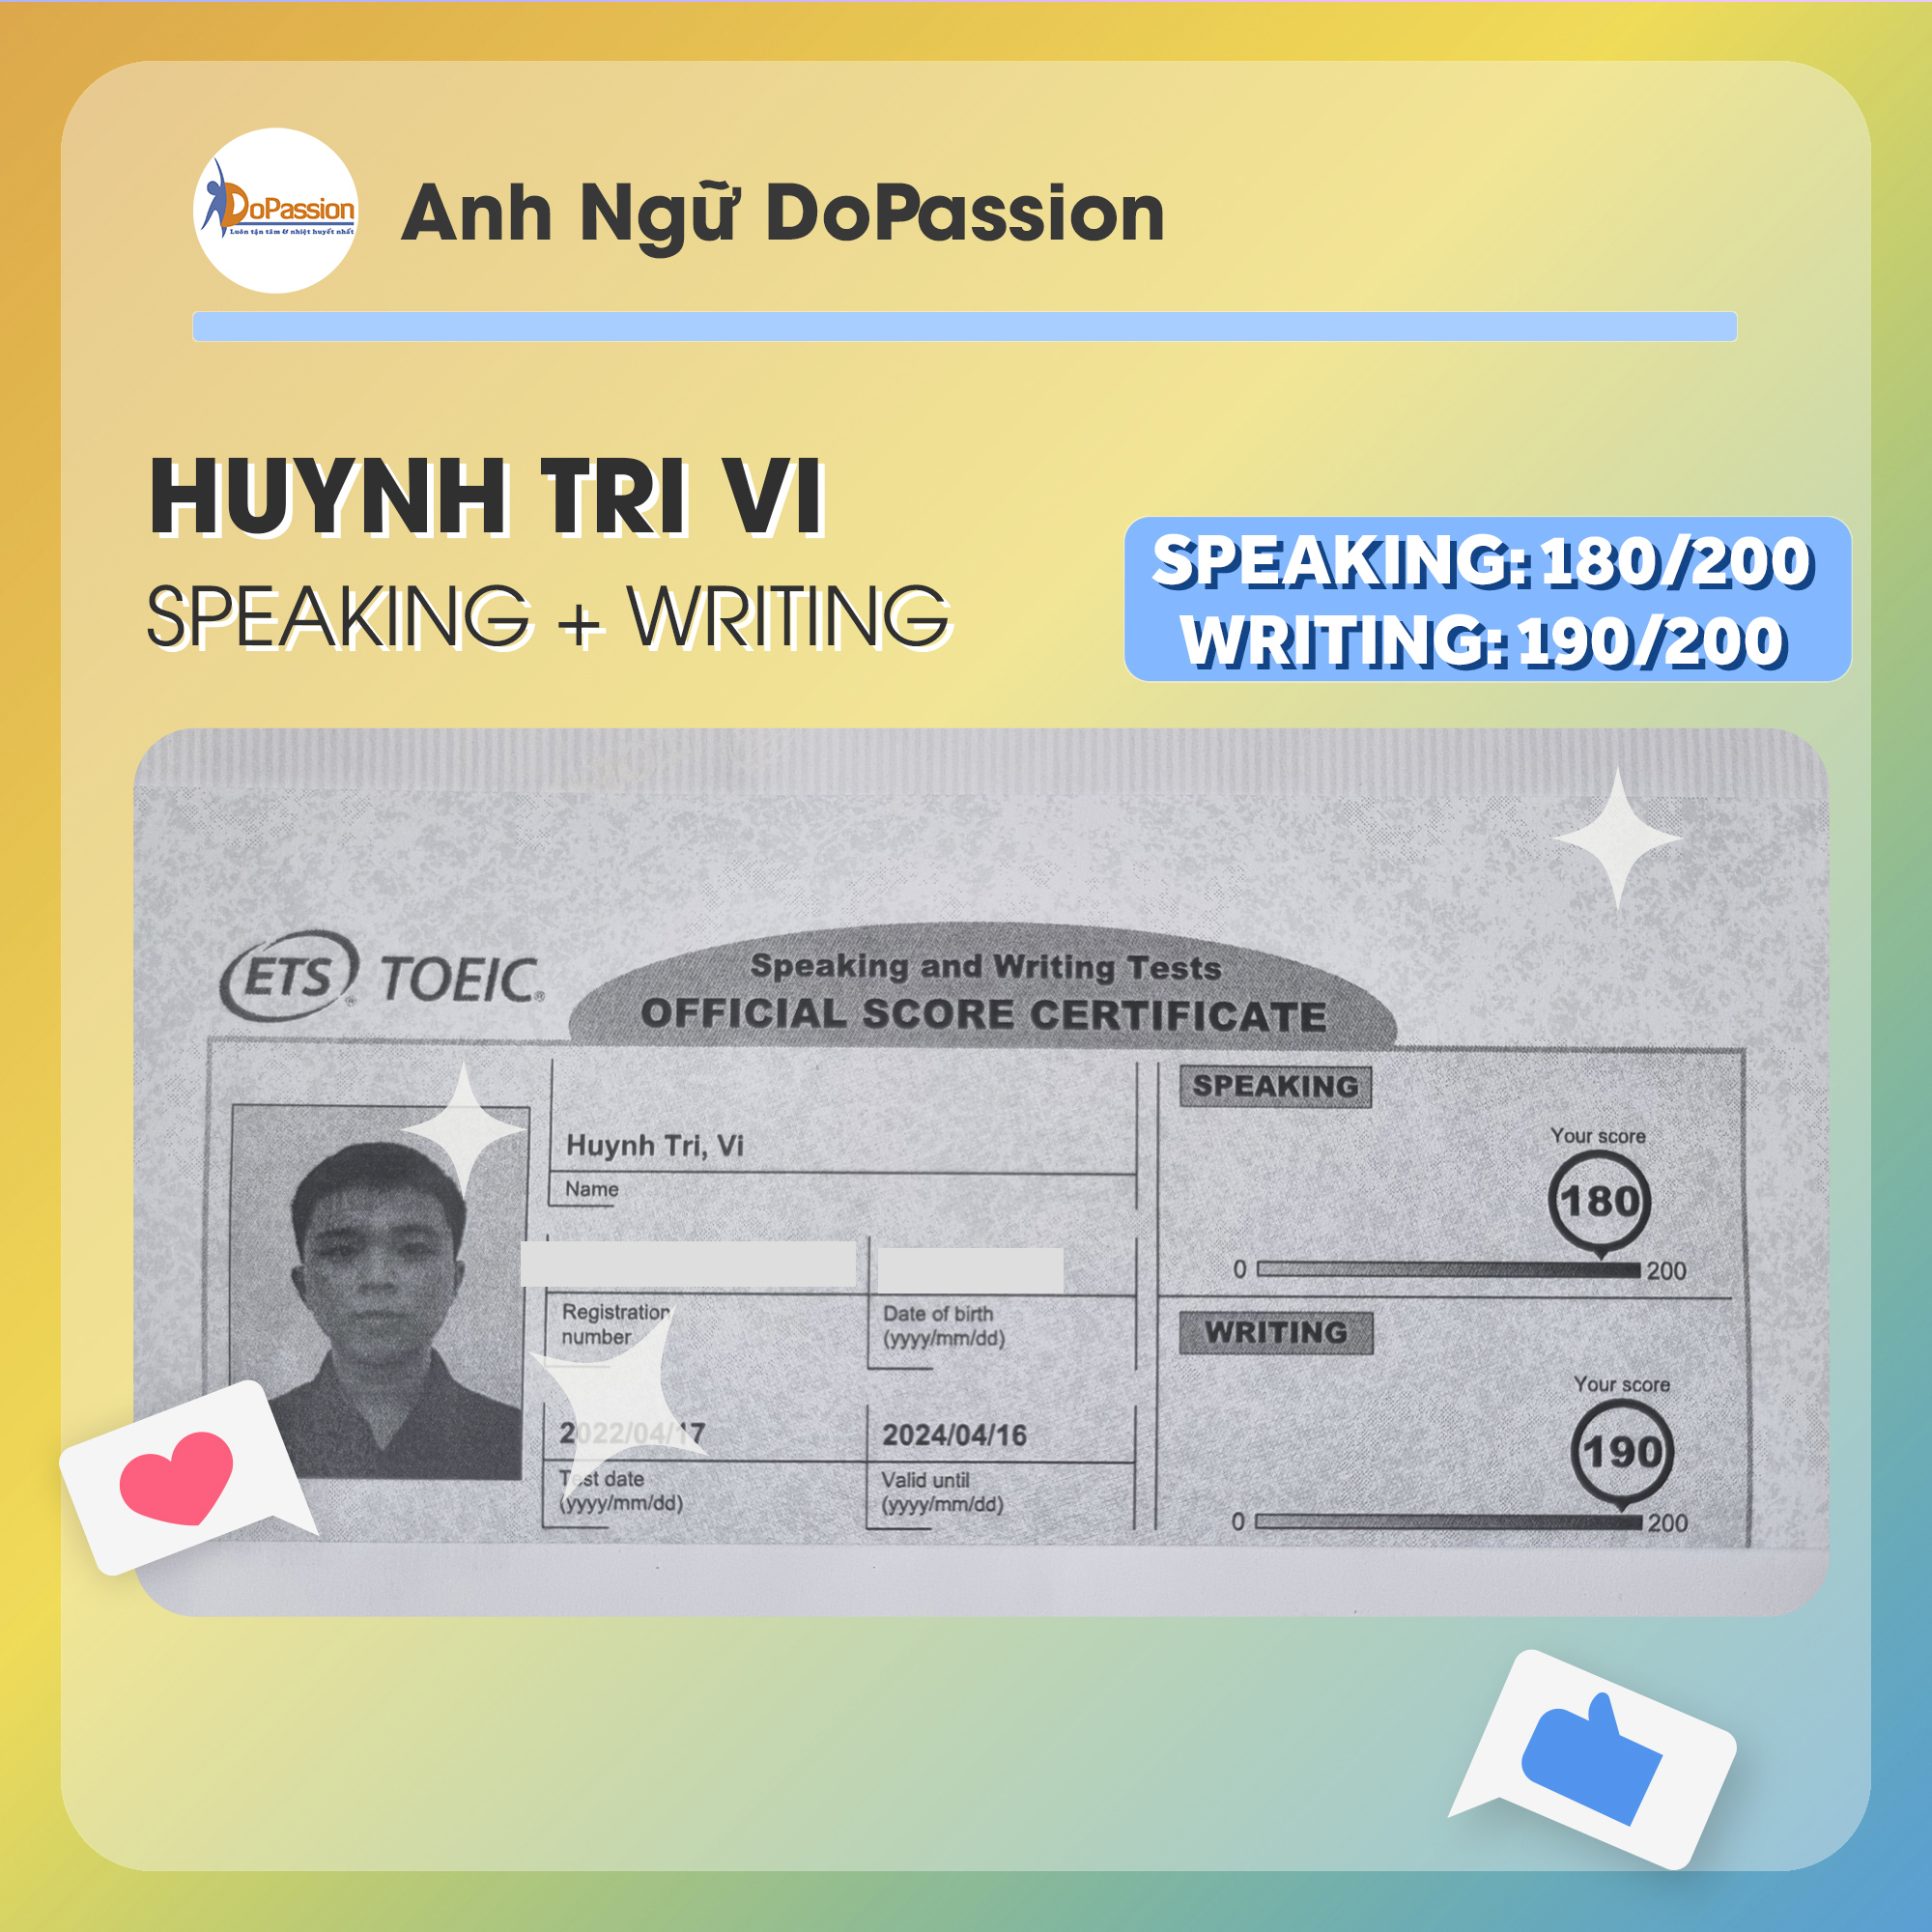 DoPassion
Luôn tận tâm & nhiệt huyết nhất
Anh Ngữ DoPassion
HUYNH TRI VI
SPEAKING + WRITING
SPEAKING: 180/200
WRITING: 190/200
ETS® TOEIC®
Speaking and Writing Tests
OFFICIAL SCORE CERTIFICATE
Huynh Tri, Vi
Name
Registration
number
Date of birth
(yyyy/mm/dd)
2022/04/17
Test date
(yyyy/mm/dd)
2024/04/16
Valid until
(yyyy/mm/dd)
SPEAKING
Your score
180
0 200
WRITING
Your score
190
0 200